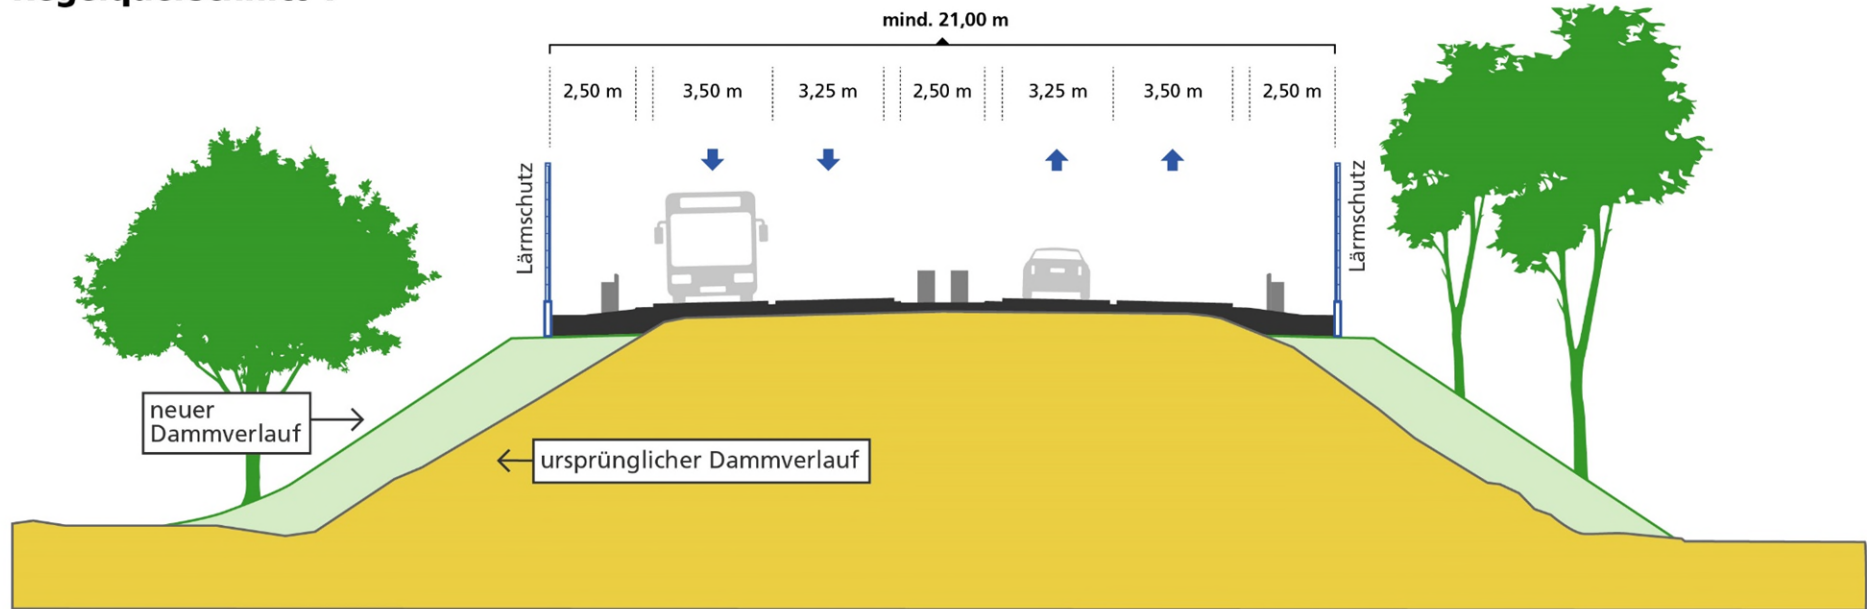 mind. 21,00 m
2,50 m 3,50 m 3,25 m 2,50 m 3,25 m 3,50 m 2,50 m
Lärmschutz
Lärmschutz
neuer
Dammverlauf
ursprünglicher Dammverlauf